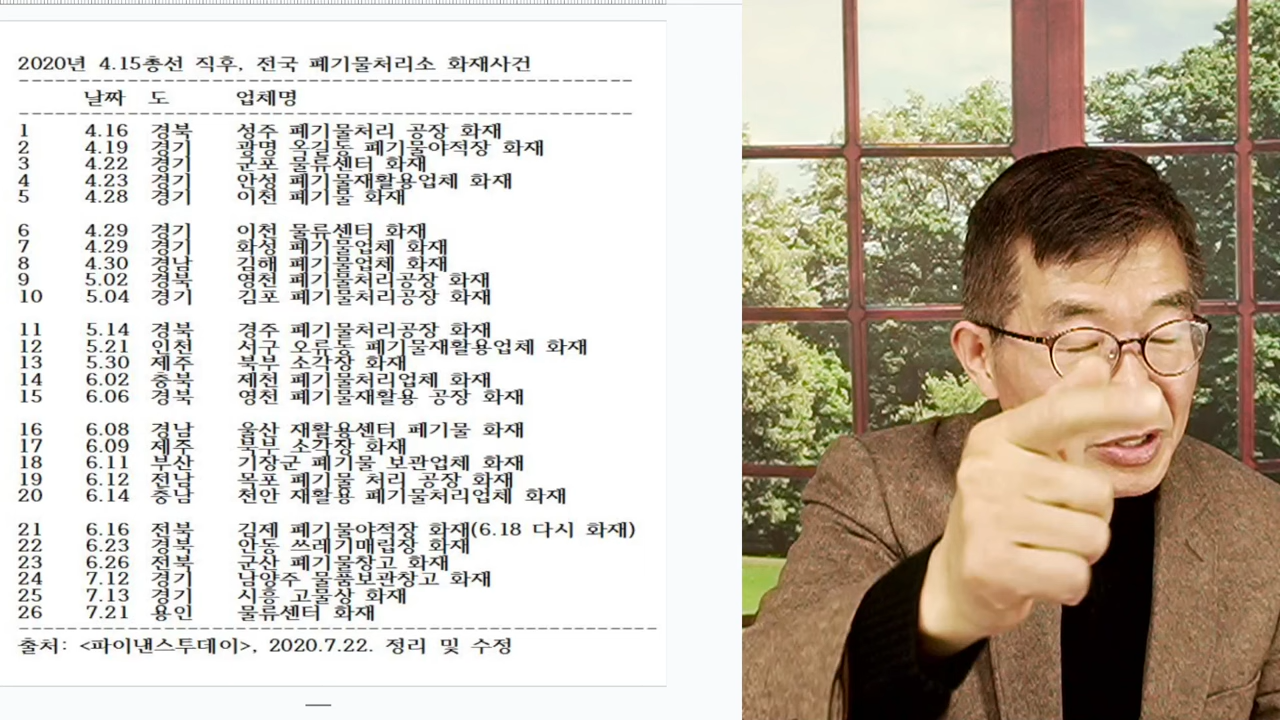 2020년 4.15총선 직후, 전국 폐기물처리소 화재사건
날짜 도 업체명
1 4.16 경북 성주 폐기물처리 공장 화재
2 4.19 경기 광명 옥길동 폐기물야적장 화재
3 4.22 경기 군포 물류센터 화재
4 4.23 경기 안성 폐기물재활용업체 화재
5 4.28 경기 이천 폐기물 화재
6 4.29 경기 이천 물류센터 화재
7 4.29 경기 화성 폐기물업체 화재
8 4.30 경남 김해 폐기물업체 화재
9 5.02 경북 영천 폐기물처리공장 화재
10 5.04 경기 김포 폐기물처리공장 화재
11 5.14 경북 경주 폐기물처리공장 화재
12 5.21 인천 서구 오류동 폐기물재활용업체 화재
13 5.30 제주 북부 소각장 화재
14 6.02 충북 제천 폐기물처리업체 화재
15 6.06 경북 영천 폐기물재활용 공장 화재
16 6.08 경남 울산 재활용센터 폐기물 화재
17 6.09 제주 북부 소각장 화재
18 6.11 부산 기장군 폐기물 보관업체 화재
19 6.12 전남 목포 폐기물 처리 공장 화재
20 6.14 충남 천안 재활용 폐기물처리업체 화재
21 6.16 전북 김제 폐기물야적장 화재(6.18 다시 화재)
22 6.23 경북 안동 쓰레기매립장 화재
23 6.26 전북 군산 폐기물창고 화재
24 7.12 경기 남양주 물품보관창고 화재
25 7.13 경기 시흥 고물상 화재
26 7.21 용인 물류센터 화재
출처: <파이낸스투데이>, 2020.7.22. 정리 및 수정